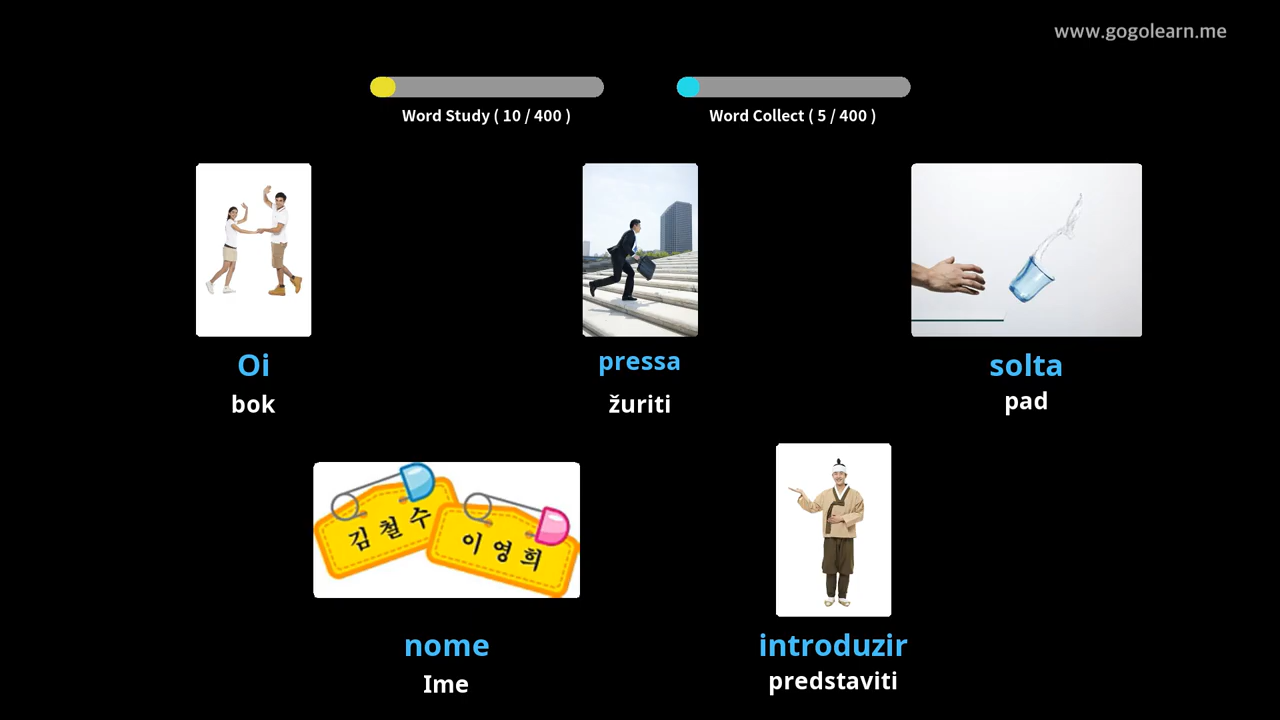 www.gogolearn.me
Word Study ( 10 / 400 )
Word Collect ( 5 / 400 )
Oi
bok
pressa
žuriti
solta
pad
김철수
이영희
nome
Ime
introduzir
predstaviti